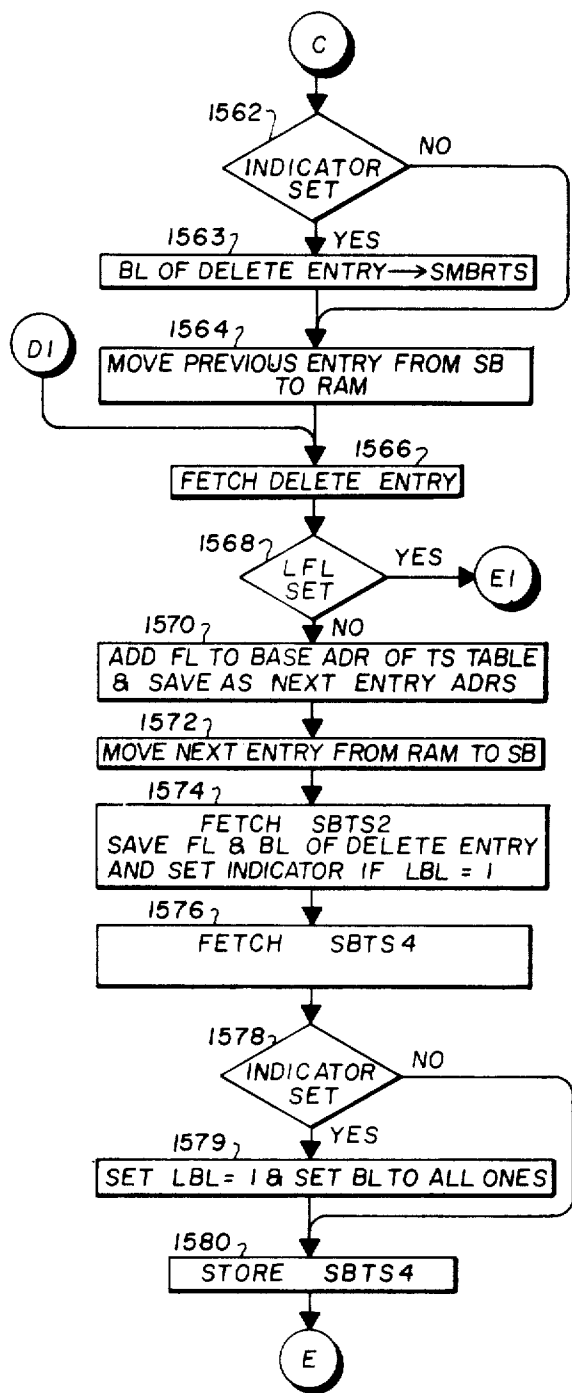 C
1562
INDICATOR
SET
NO
YES
1563
BL OF DELETE ENTRY → SMBRTS
1564
D1
MOVE PREVIOUS ENTRY FROM SB
TO RAM
1566
FETCH DELETE ENTRY
1568
LFL
SET
YES
E1
NO
1570
ADD FL TO BASE ADR OF TS TABLE
& SAVE AS NEXT ENTRY ADRS
1572
MOVE NEXT ENTRY FROM RAM TO SB
1574
FETCH SBTS2
SAVE FL & BL OF DELETE ENTRY
AND SET INDICATOR IF LBL = 1
1576
FETCH SBTS4
1578
INDICATOR
SET
NO
YES
1579
SET LBL = 1 & SET BL TO ALL ONES
1580
STORE SBTS4
E